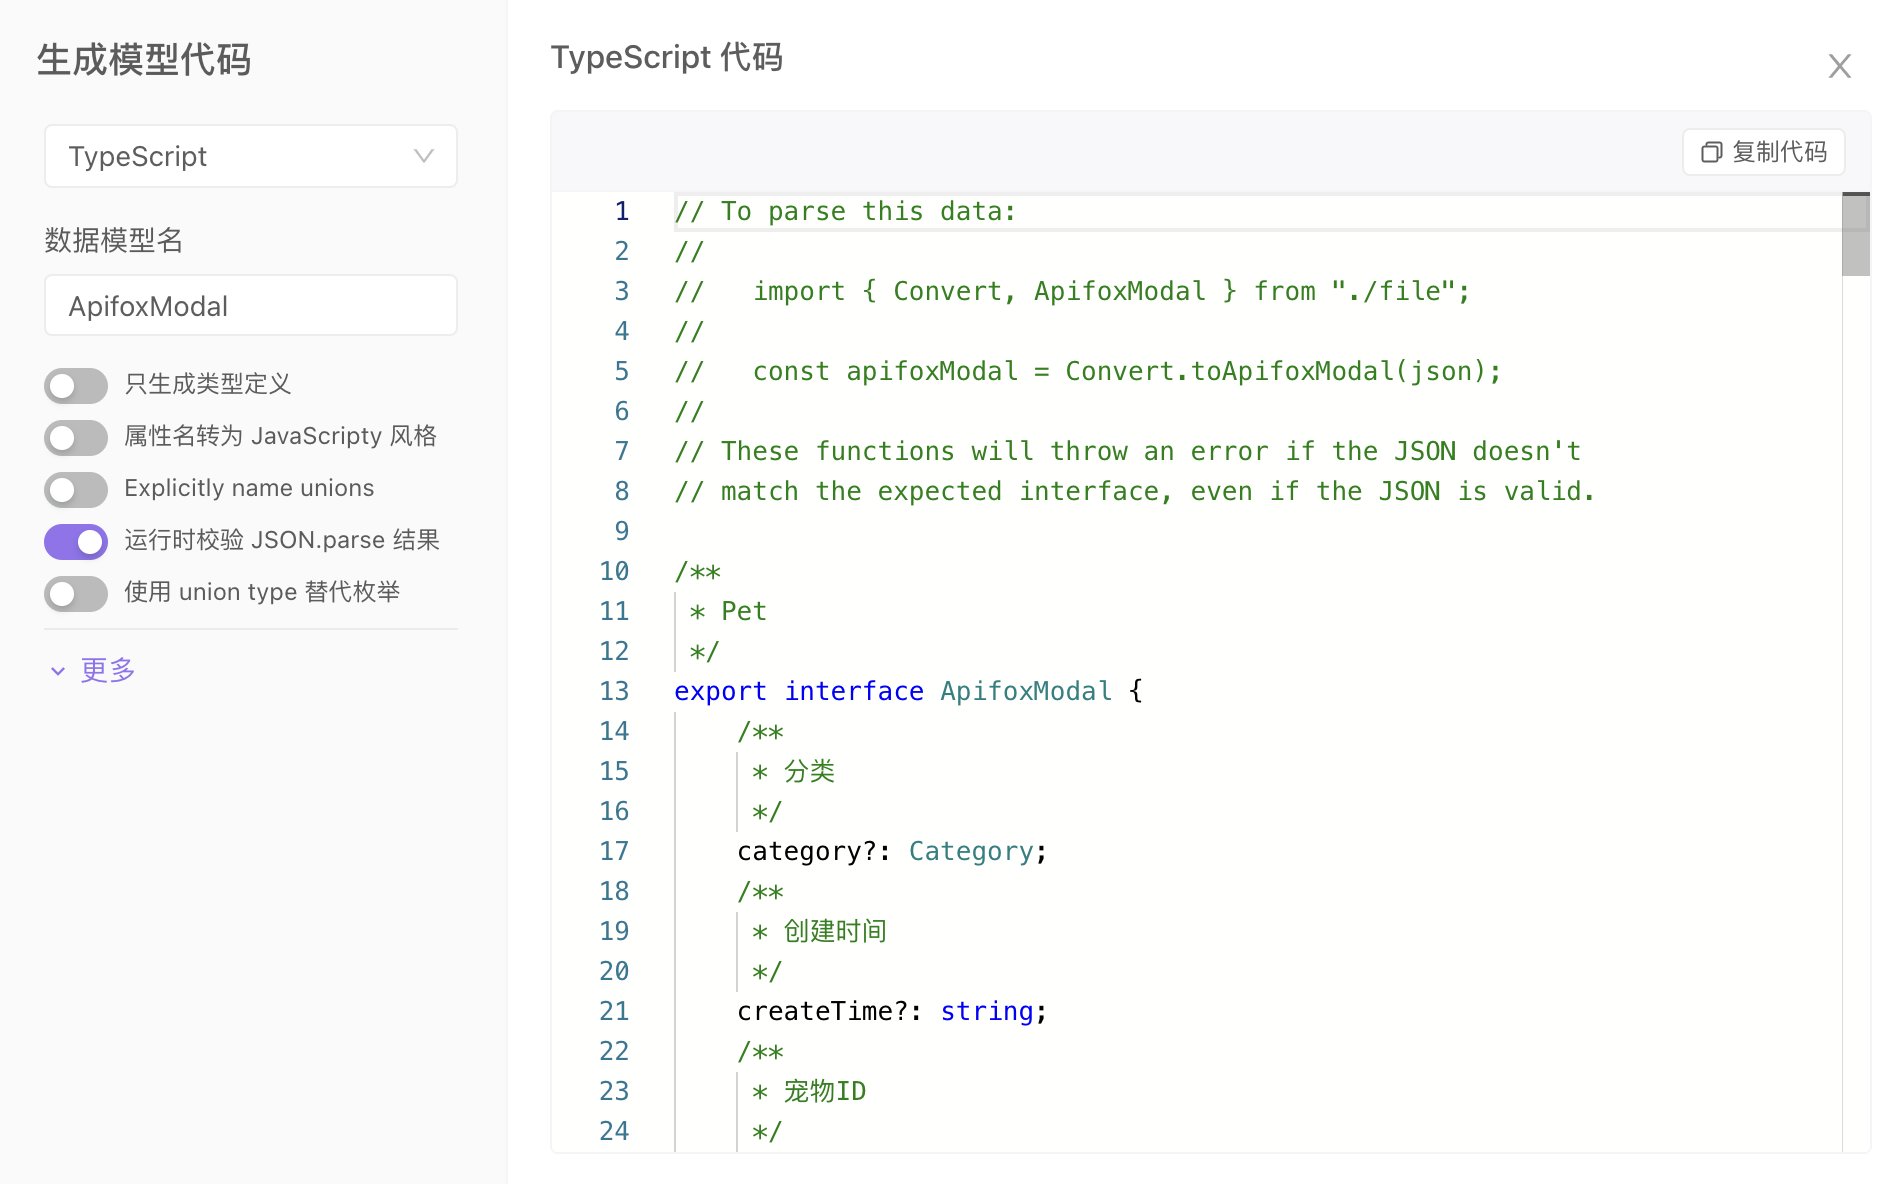 生成模型代码
TypeScript
数据模型名
ApifoxModal
只生成类型定义
属性名转为 JavaScripty 风格
Explicitly name unions
运行时校验 JSON.parse 结果
使用 union type 替代枚举
更多
TypeScript 代码
复制代码
1 // To parse this data:
2 //
3 //   import { Convert, ApifoxModal } from "./file";
4 //
5 //   const apifoxModal = Convert.toApifoxModal(json);
6 //
7 // These functions will throw an error if the JSON doesn't
8 // match the expected interface, even if the JSON is valid.
9
10 /**
11  * Pet
12  */
13 export interface ApifoxModal {
14     /**
15      * 分类
16      */
17     category?: Category;
18     /**
19      * 创建时间
20      */
21     createTime?: string;
22     /**
23      * 宠物ID
24      */